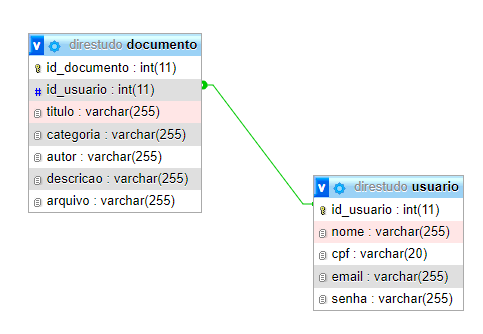 v direstudo documento
id_documento : int(11)
# id_usuario : int(11)
titulo : varchar(255)
categoria : varchar(255)
autor : varchar(255)
descricao : varchar(255)
arquivo : varchar(255)
v direstudo usuario
id_usuario : int(11)
nome : varchar(255)
cpf : varchar(20)
email : varchar(255)
senha : varchar(255)